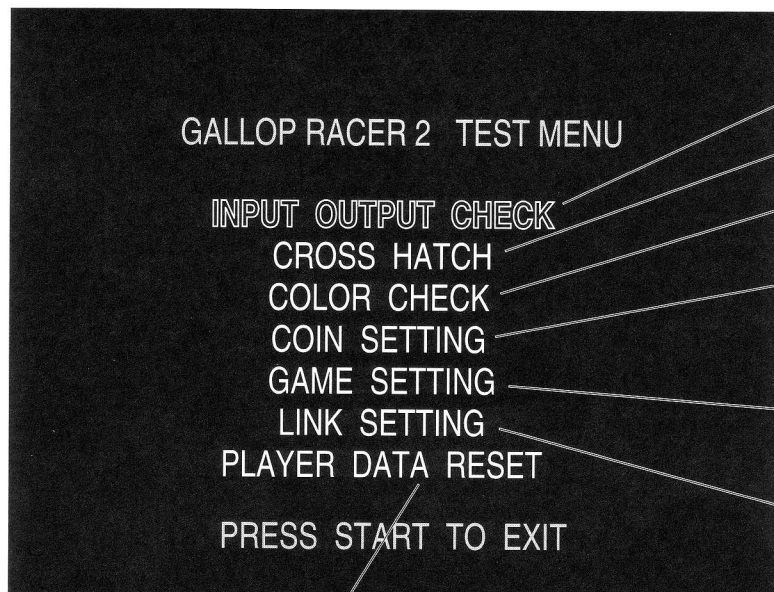 GALLOP RACER 2 TEST MENU
INPUT OUTPUT CHECK
CROSS HATCH
COLOR CHECK
COIN SETTING
GAME SETTING
LINK SETTING
PLAYER DATA RESET
PRESS START TO EXIT